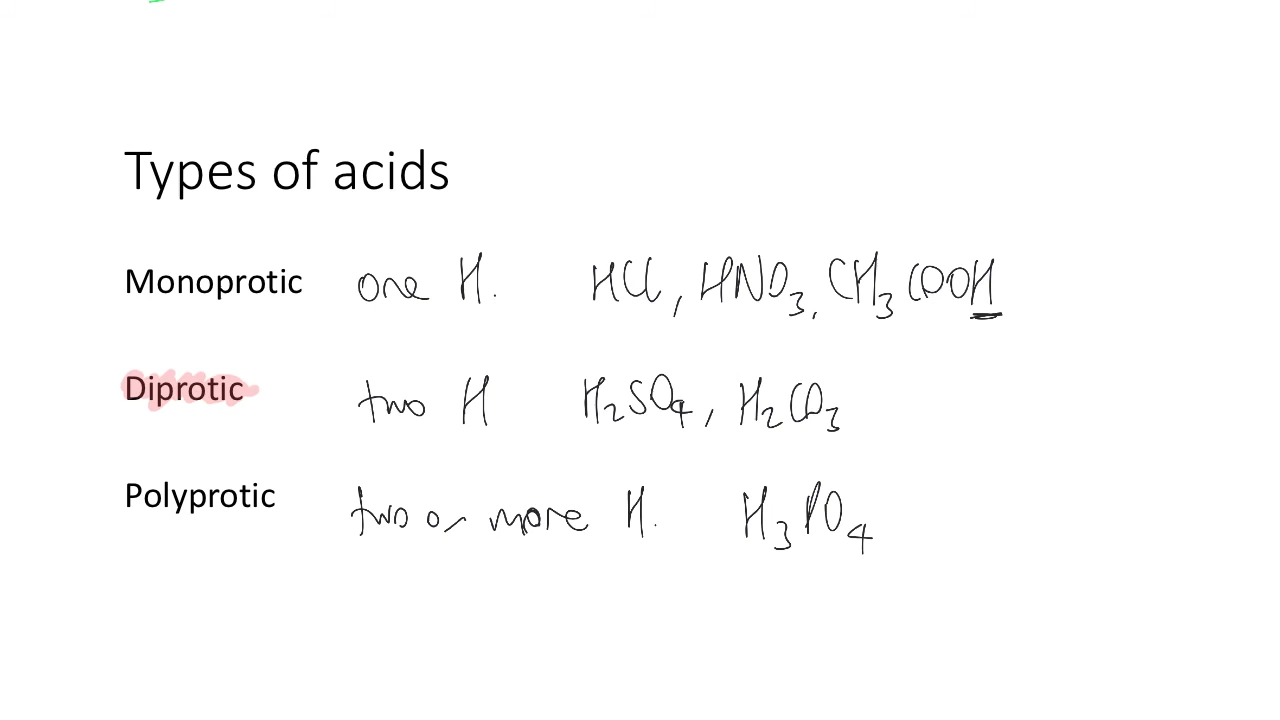 Types of acids
Monoprotic one H. HCl, HNO₃, CH₃COOH
Diprotic two H H₂SO₄, H₂CO₃
Polyprotic two or more H. H₃PO₄